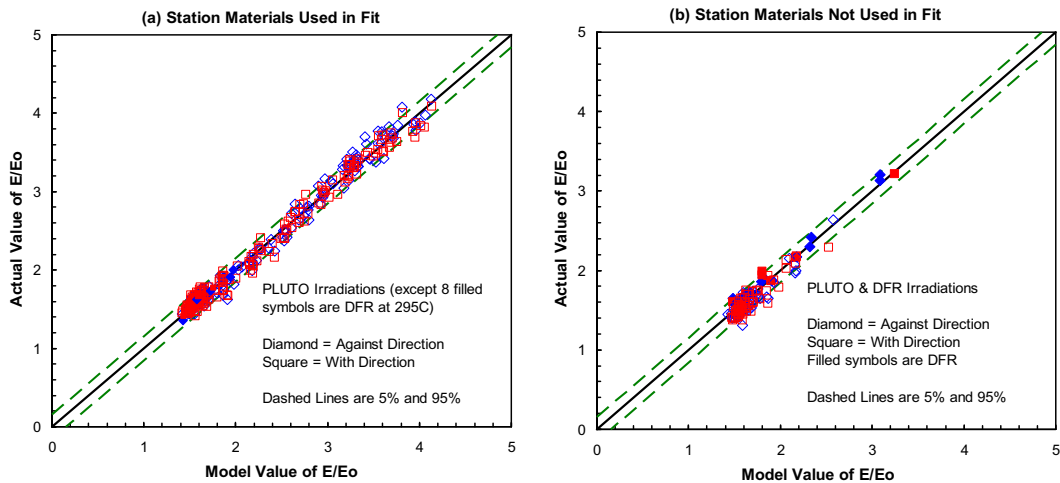 (a) Station Materials Used in Fit
Actual Value of E/Eo
5
4
3
2
1
0
PLUTO Irradiations (except 8 filled
symbols are DFR at 295C)
Diamond = Against Direction
Square = With Direction
Dashed Lines are 5% and 95%
0 1 2 3 4 5
Model Value of E/Eo
(b) Station Materials Not Used in Fit
Actual Value of E/Eo
5
4
3
2
1
0
PLUTO & DFR Irradiations
Diamond = Against Direction
Square = With Direction
Filled symbols are DFR
Dashed Lines are 5% and 95%
0 1 2 3 4 5
Model Value of E/Eo